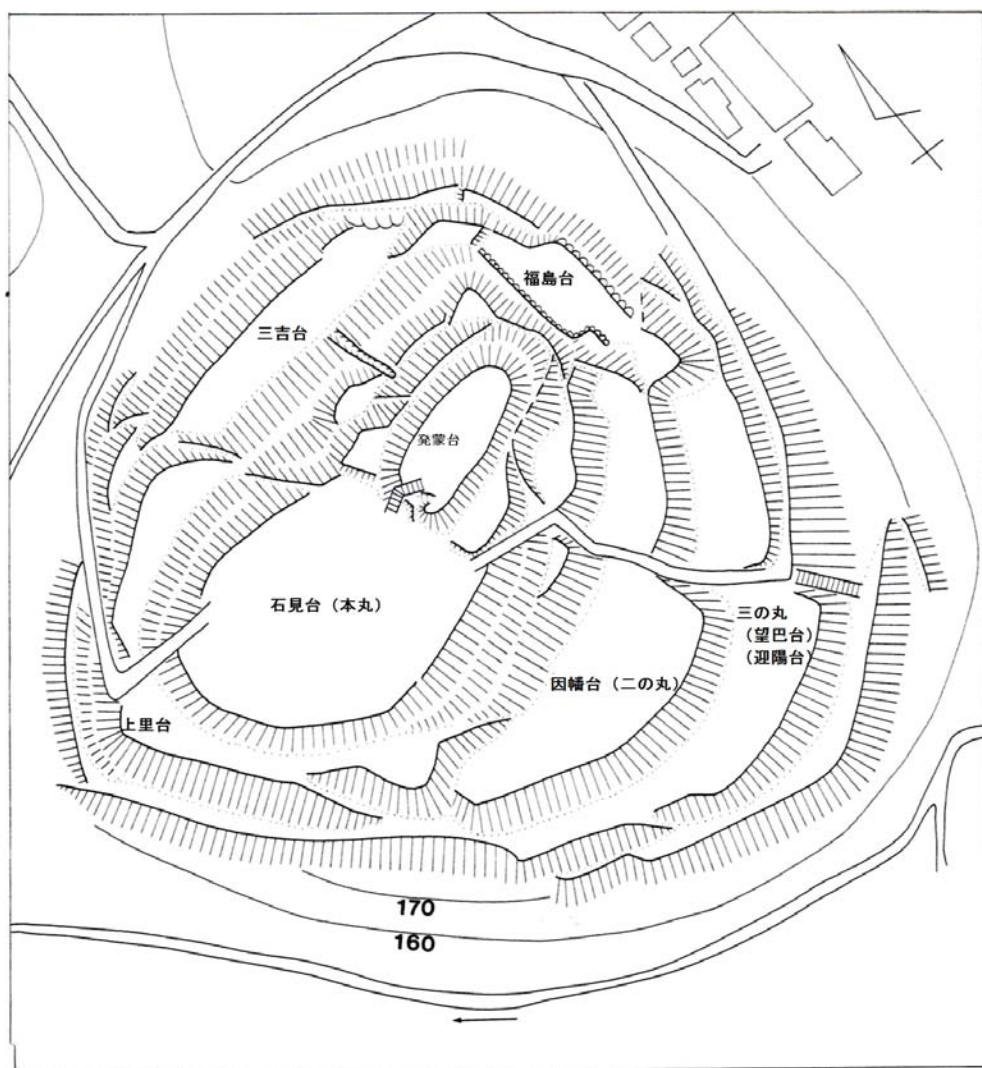 福島台
三吉台
発蒙台
石見台（本丸）
三の丸
（望巴台）
（迎陽台）
因幡台（二の丸）
上里台
170
160